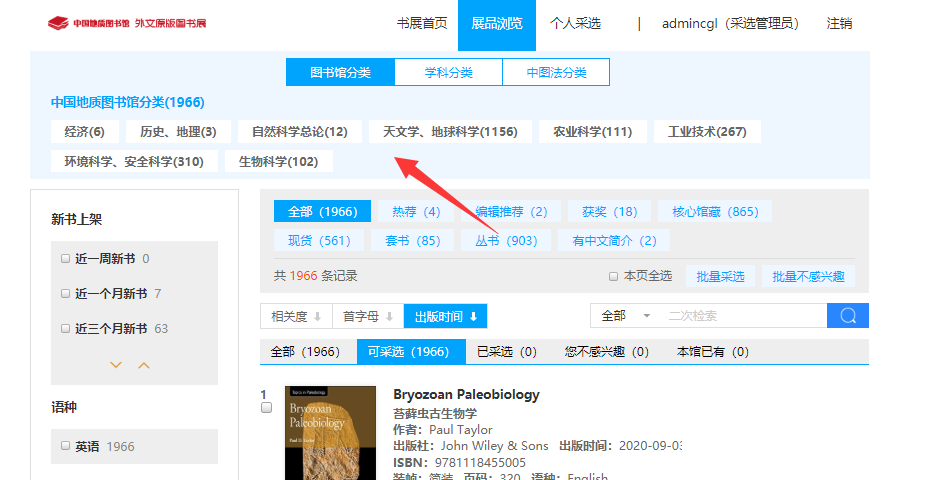 中国地质图书馆 外文原版图书展 书展首页 展品浏览 个人采选 | admincgl（采选管理员） 注销
图书馆分类 学科分类 中图法分类
中国地质图书馆分类(1966)
经济(6) 历史、地理(3) 自然科学总论(12) 天文学、地球科学(1156) 农业科学(111) 工业技术(267)
环境科学、安全科学(310) 生物科学(102)
新书上架
近一周新书 0
近一个月新书 7
近三个月新书 63
语种
英语 1966
全部（1966） 热荐（4） 编辑推荐（2） 获奖（18） 核心馆藏（865）
现货（561） 套书（85） 丛书（903） 有中文简介（2）
共 1966 条记录 本页全选 批量采选 批量不感兴趣
相关度 首字母 出版时间 全部 二次检索
全部（1966） 可采选（1966） 已采选（0） 您不感兴趣（0） 本馆已有（0）
1
Topics in Paleobiology
Bryozoan
Paleobiology
Paul D. Taylor
Bryozoan Paleobiology
苔藓虫古生物学
作者：Paul Taylor
出版社：John Wiley & Sons 出版时间：2020-09-03
ISBN：9781118455005
装帧：简装 页码：320 语种：English